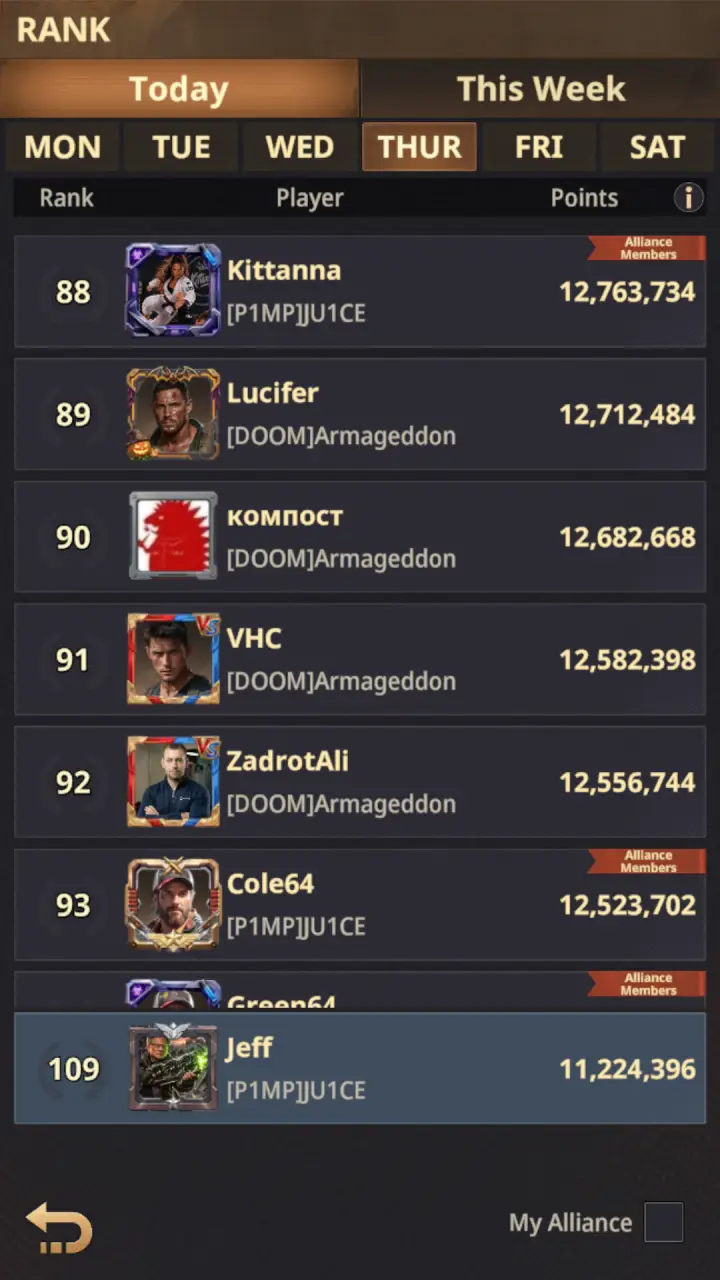 RANK
Today
This Week
MON TUE WED THUR FRI SAT
Rank Player Points i
Alliance
Members
88 Kittanna 12,763,734
[P1MP]JU1CE
89 Lucifer 12,712,484
[DOOM]Armageddon
90 компост 12,682,668
[DOOM]Armageddon
91 VHC 12,582,398
[DOOM]Armageddon
92 ZadrotAli 12,556,744
[DOOM]Armageddon
Alliance
Members
93 Cole64 12,523,702
[P1MP]JU1CE
Alliance
Members
Green64
109 Jeff 11,224,396
[P1MP]JU1CE
My Alliance